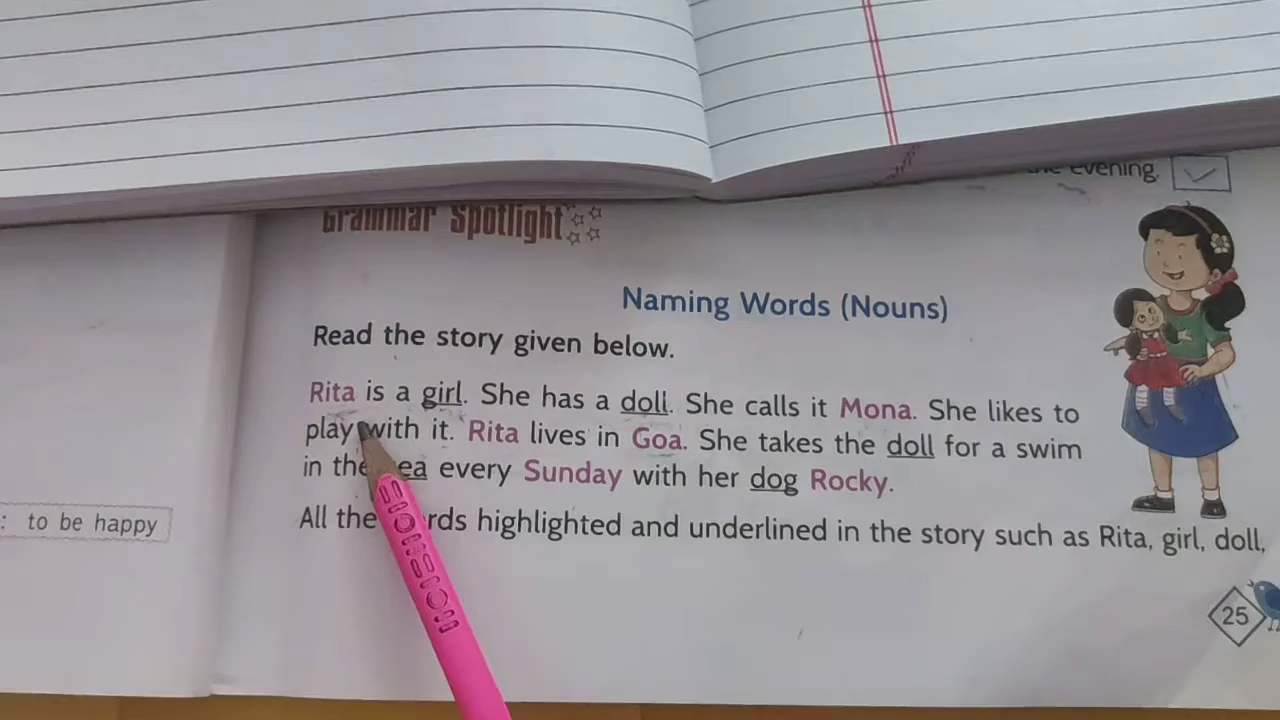 the evening.
Grammar Spotlight
Naming Words (Nouns)
Read the story given below.
Rita is a girl. She has a doll. She calls it Mona. She likes to
play with it. Rita lives in Goa. She takes the doll for a swim
in the sea every Sunday with her dog Rocky.
: to be happy
All the words highlighted and underlined in the story such as Rita, girl, doll,
25